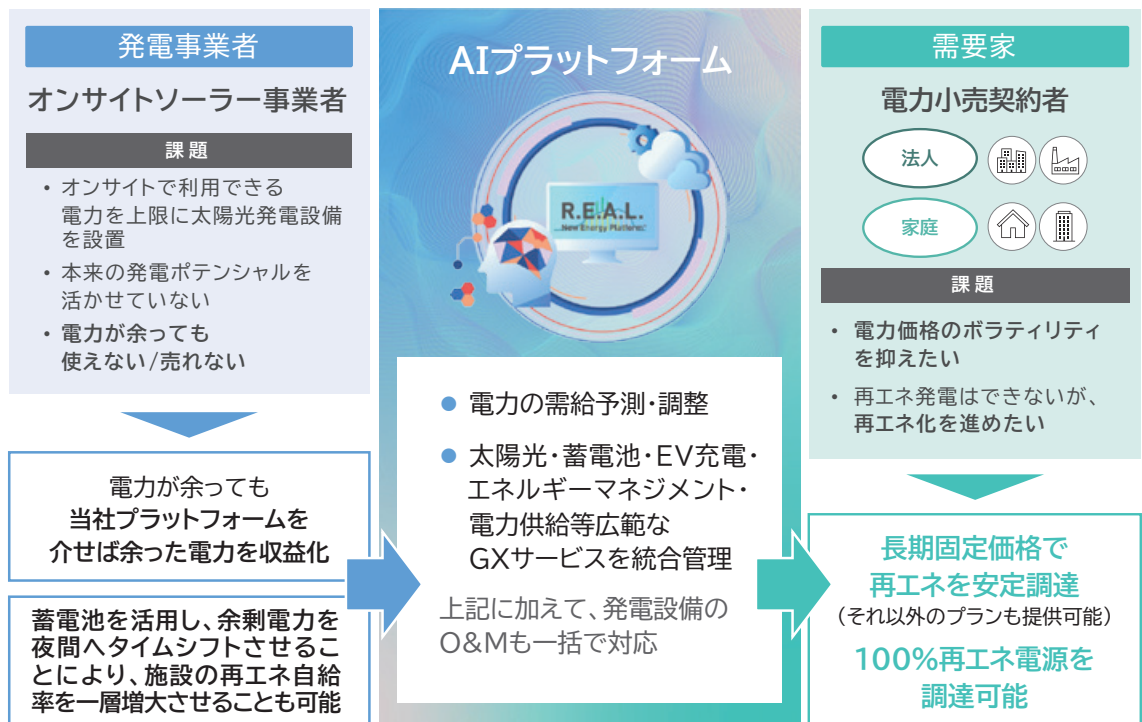 発電事業者
オンサイトソーラー事業者
課題
• オンサイトで利用できる
電力を上限に太陽光発電設備
を設置
• 本来の発電ポテンシャルを
活かせていない
• 電力が余っても
使えない/売れない
電力が余っても
当社プラットフォームを
介せば余った電力を収益化
蓄電池を活用し、余剰電力を
夜間へタイムシフトさせるこ
とにより、施設の再エネ自給
率を一層増大させることも可能
AIプラットフォーム
R.E.A.L.
New Energy Platform®
● 電力の需給予測・調整
● 太陽光・蓄電池・EV充電・
エネルギーマネジメント・
電力供給等広範な
GXサービスを統合管理
上記に加えて、発電設備の
O&Mも一括で対応
需要家
電力小売契約者
法人
家庭
課題
• 電力価格のボラティリティ
を抑えたい
• 再エネ発電はできないが、
再エネ化を進めたい
長期固定価格で
再エネを安定調達
（それ以外のプランも提供可能）
100%再エネ電源を
調達可能